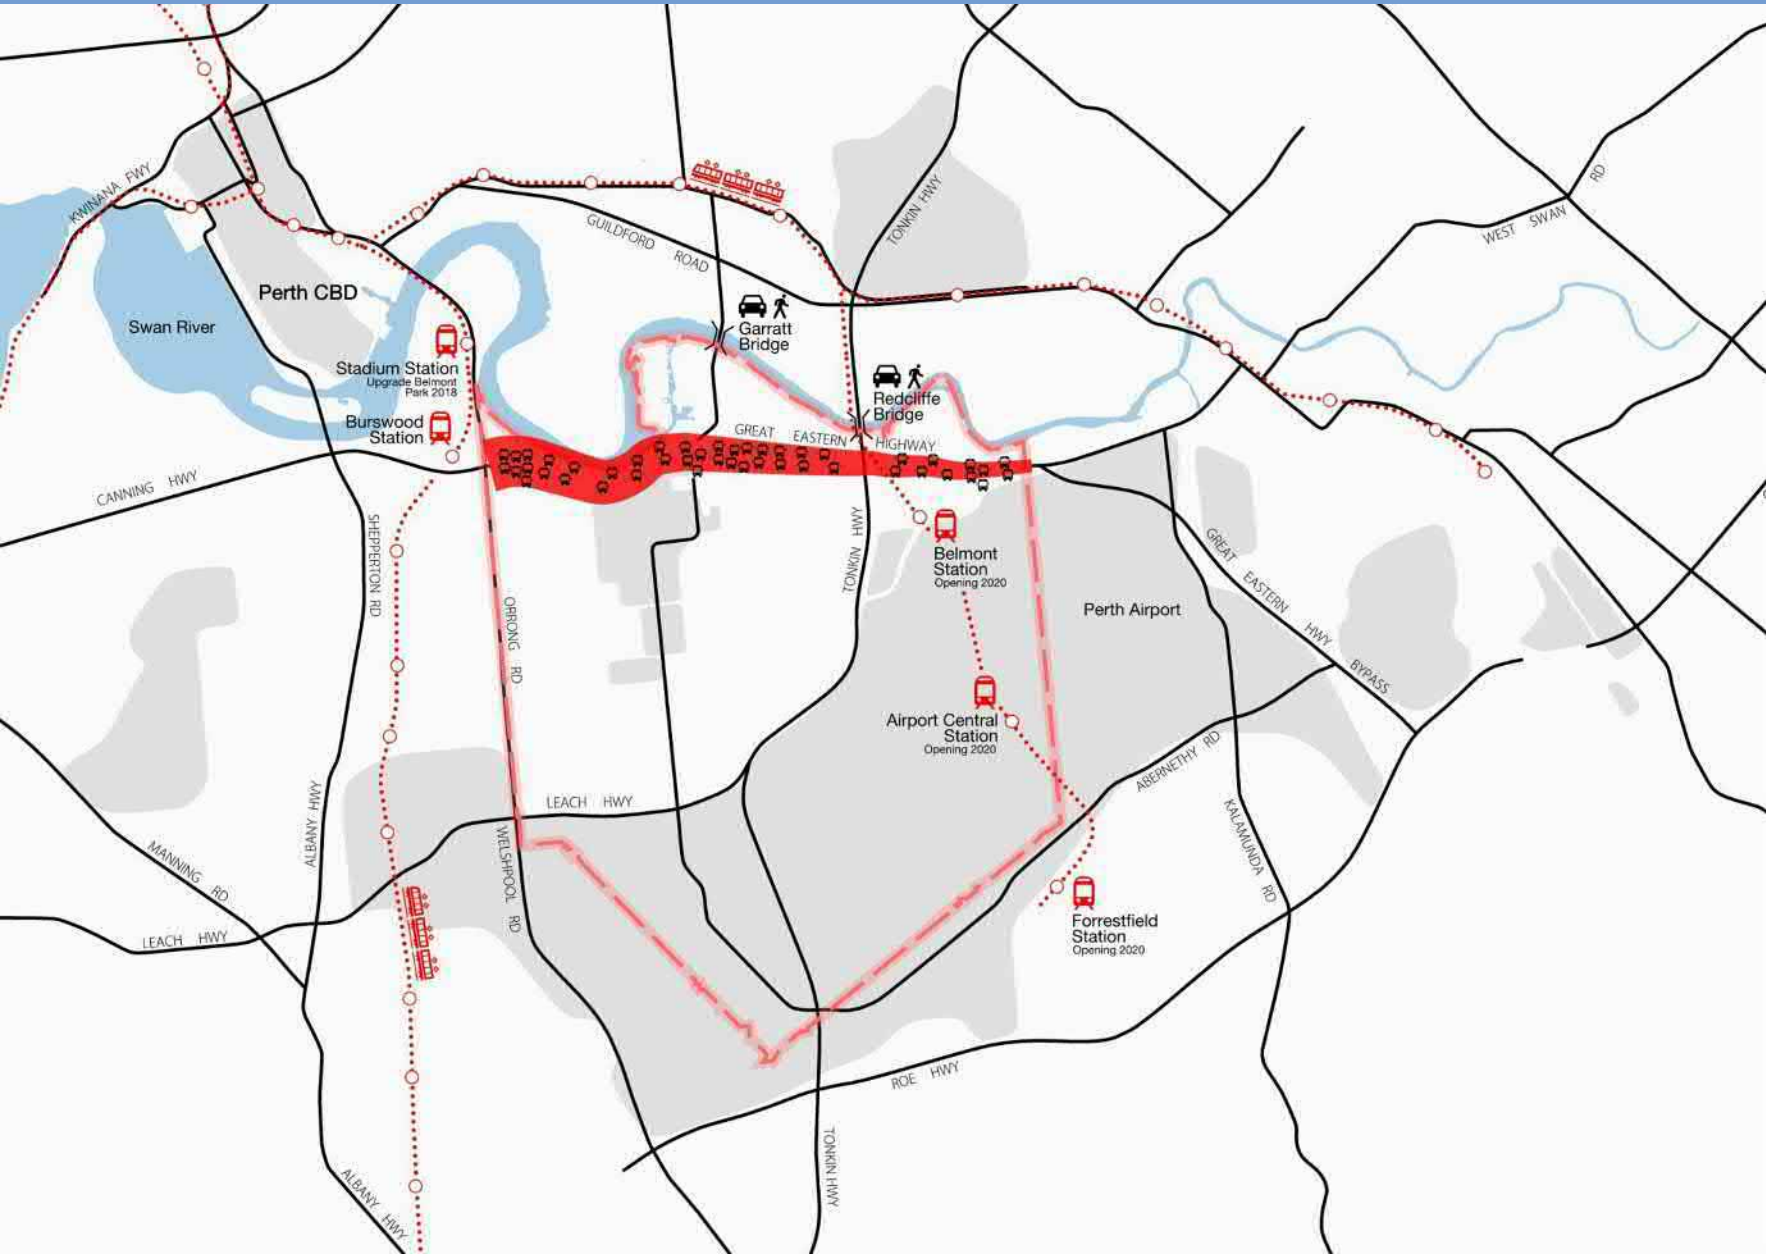 KWINANA FWY
RD
WEST SWAN
TONKIN HWY
GUILDFORD ROAD
Perth CBD
Swan River
Garratt
Bridge
Stadium Station
Upgrade Belmont
Park 2018
Redcliffe
Bridge
Burswood
Station
GREAT EASTERN HIGHWAY
CANNING HWY
SHEPPERTON RD
TONKIN HWY
Belmont
Station
Opening 2020
GREAT EASTERN HWY BYPASS
ORRONG RD
Perth Airport
Airport Central
Station
Opening 2020
ABERNETHY RD
LEACH HWY
ALBANY HWY
KALAMUNDA RD
MANNING RD
WELSHPOOL RD
Forrestfield
Station
Opening 2020
LEACH HWY
ROE HWY
TONKIN HWY
ALBANY HWY